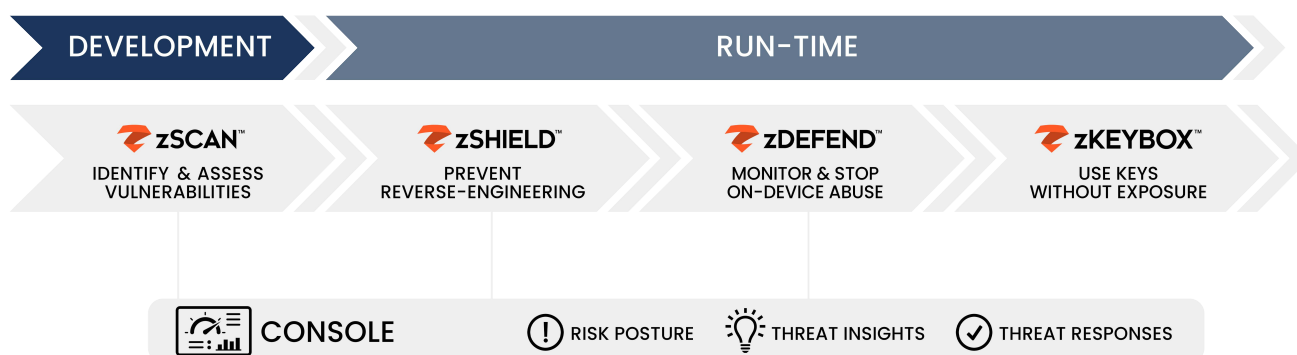 DEVELOPMENT
RUN-TIME
zSCAN™
IDENTIFY & ASSESS
VULNERABILITIES
zSHIELD™
PREVENT
REVERSE-ENGINEERING
zDEFEND™
MONITOR & STOP
ON-DEVICE ABUSE
zKEYBOX™
USE KEYS
WITHOUT EXPOSURE
CONSOLE
RISK POSTURE
THREAT INSIGHTS
THREAT RESPONSES